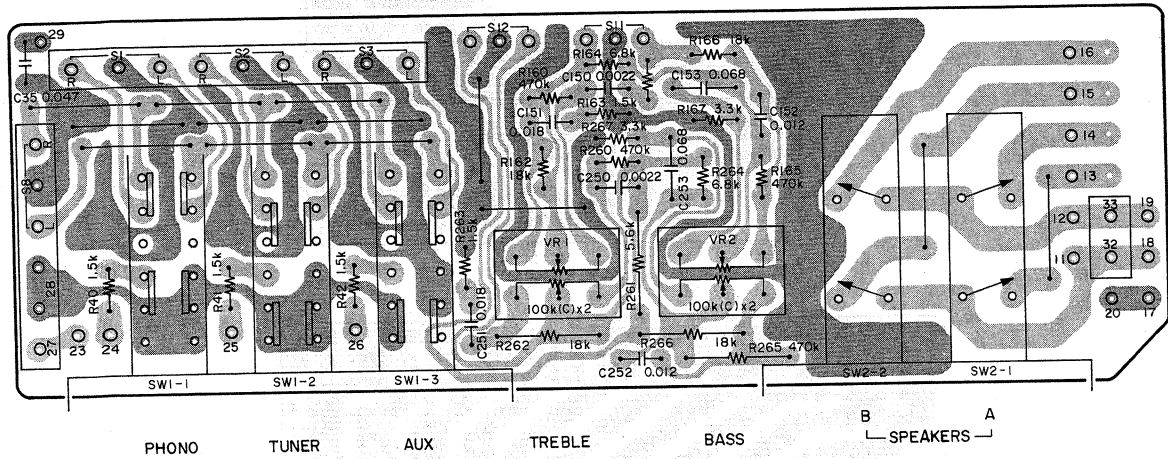 29
S1
S2
S3
S12
S11
R L
R L
R L
R164 6.8k
R166 18k
16
C35 0.047
R160
470k
C150 0.0022
C153 0.068
15
C151
0.018
R163 1.5k
R167 3.3k
C152
0.012
R267 3.3k
14
R260 470k
R162
18k
C250 0.0022
C253 0.068
R264
6.8k
R165
470k
13
R
S8
L
33
19
12
R263
1.5k
VR1
VR2
32
18
11
R40 1.5k
R41 1.5k
R42 1.5k
28
R261 5.6k
100k(C)x2
100k(C)x2
20
17
C251 0.018
27
23
24
25
26
R262
18k
R266
18k
R265 470k
C252 0.012
SW1-1
SW1-2
SW1-3
SW2-2
SW2-1
PHONO
TUNER
AUX
TREBLE
BASS
B
A
SPEAKERS